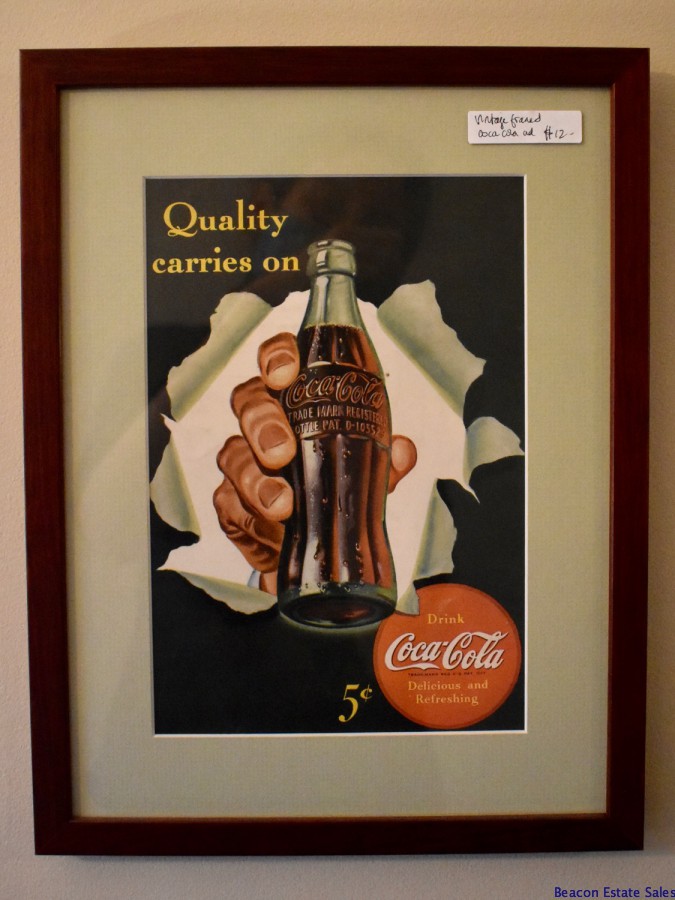 Vintage framed
coca cola ad $12-
Quality
carries on
Coca-Cola
TRADE MARK REGISTERED
BOTTLE PAT. D-1055
Drink
Coca-Cola
Delicious and
Refreshing
5¢
Beacon Estate Sales